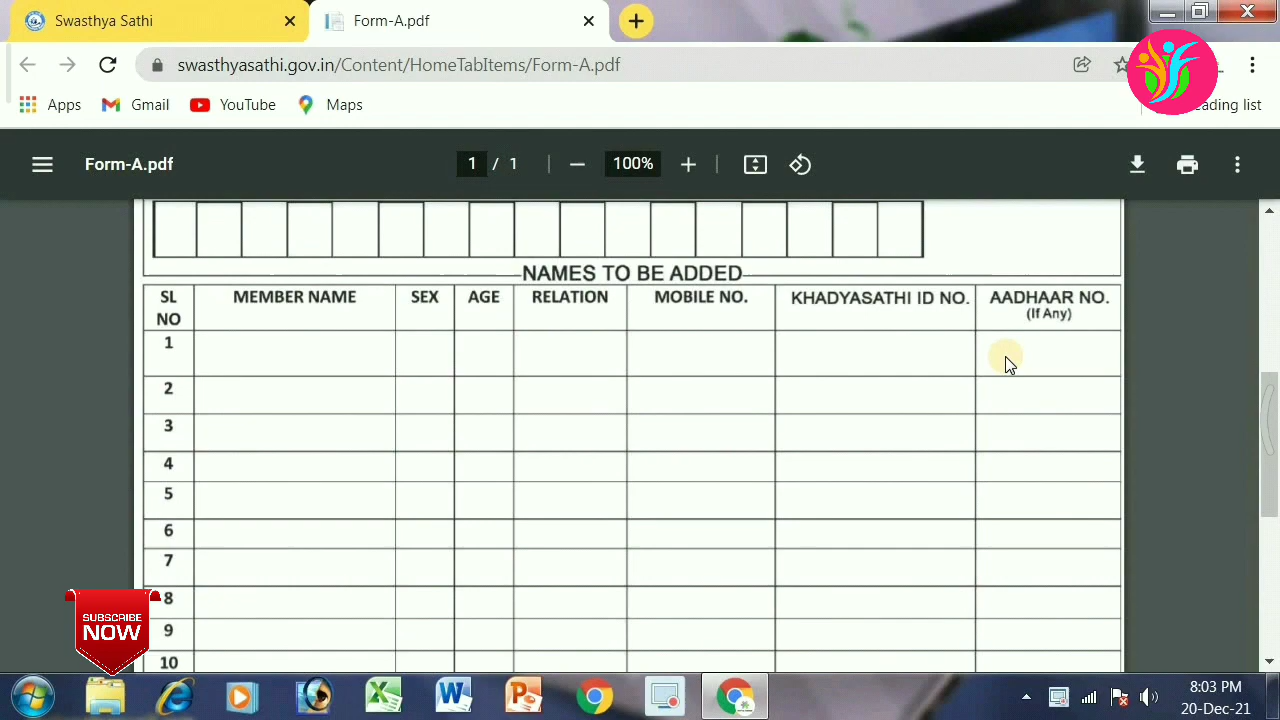 Swasthya Sathi
Form-A.pdf
swasthyasathi.gov.in/Content/HomeTabItems/Form-A.pdf
Apps Gmail YouTube Maps ading list
Form-A.pdf 1 / 1 100%
NAMES TO BE ADDED
SL NO MEMBER NAME SEX AGE RELATION MOBILE NO. KHADYASATHI ID NO. AADHAAR NO.
(If Any)
1
2
3
4
5
6
7
8
9
10
SUBSCRIBE
NOW
8:03 PM
20-Dec-21